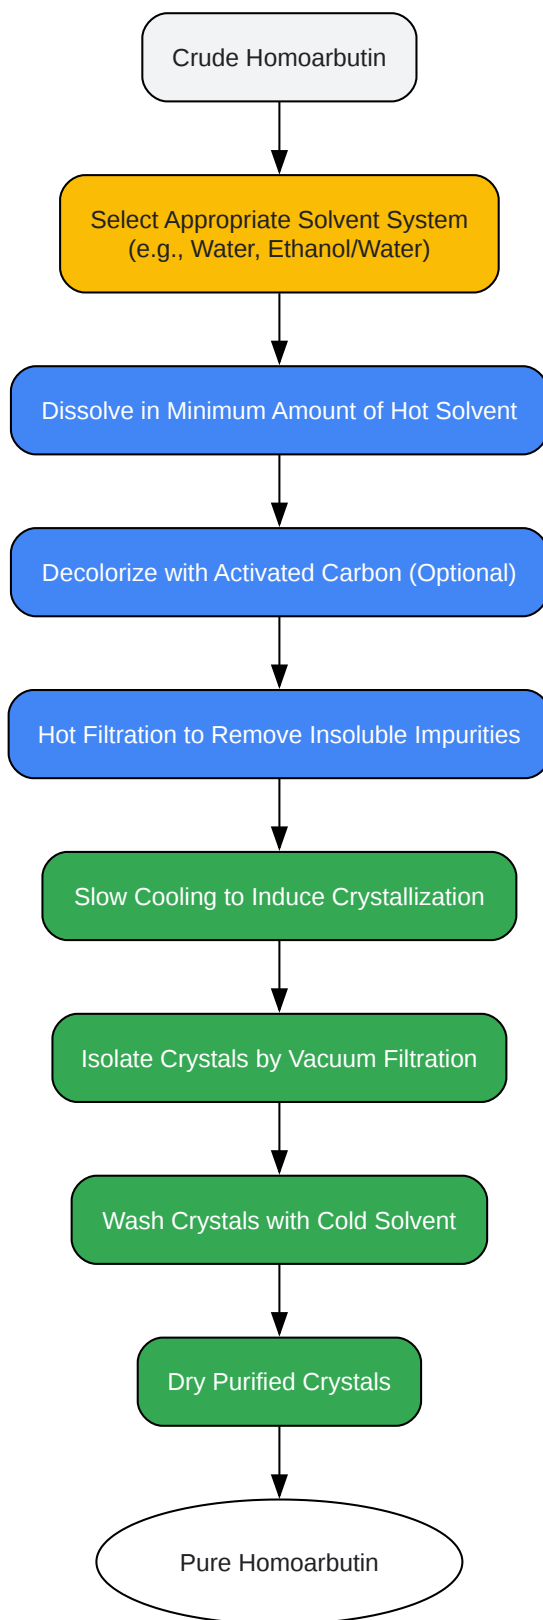 Crude Homoarbutin
Select Appropriate Solvent System
(e.g., Water, Ethanol/Water)
Dissolve in Minimum Amount of Hot Solvent
Decolorize with Activated Carbon (Optional)
Hot Filtration to Remove Insoluble Impurities
Slow Cooling to Induce Crystallization
Isolate Crystals by Vacuum Filtration
Wash Crystals with Cold Solvent
Dry Purified Crystals
Pure Homoarbutin